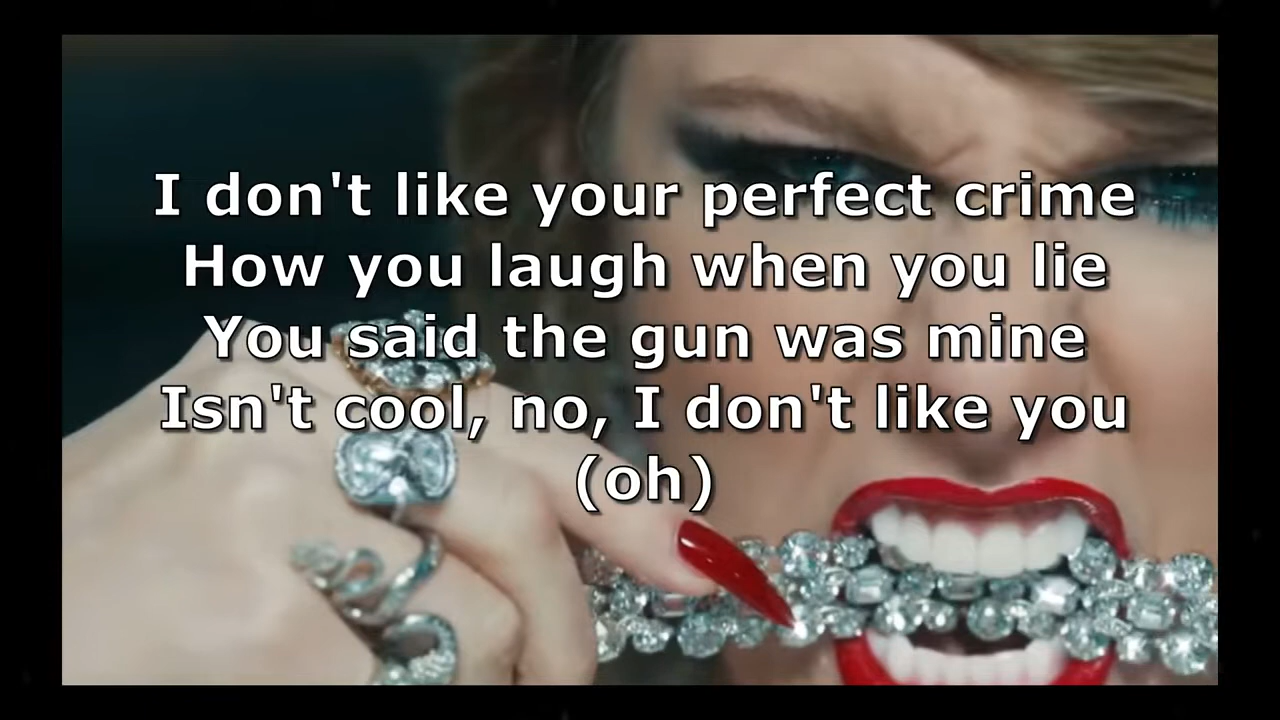 I don't like your perfect crime
How you laugh when you lie
You said the gun was mine
Isn't cool, no, I don't like you
(oh)